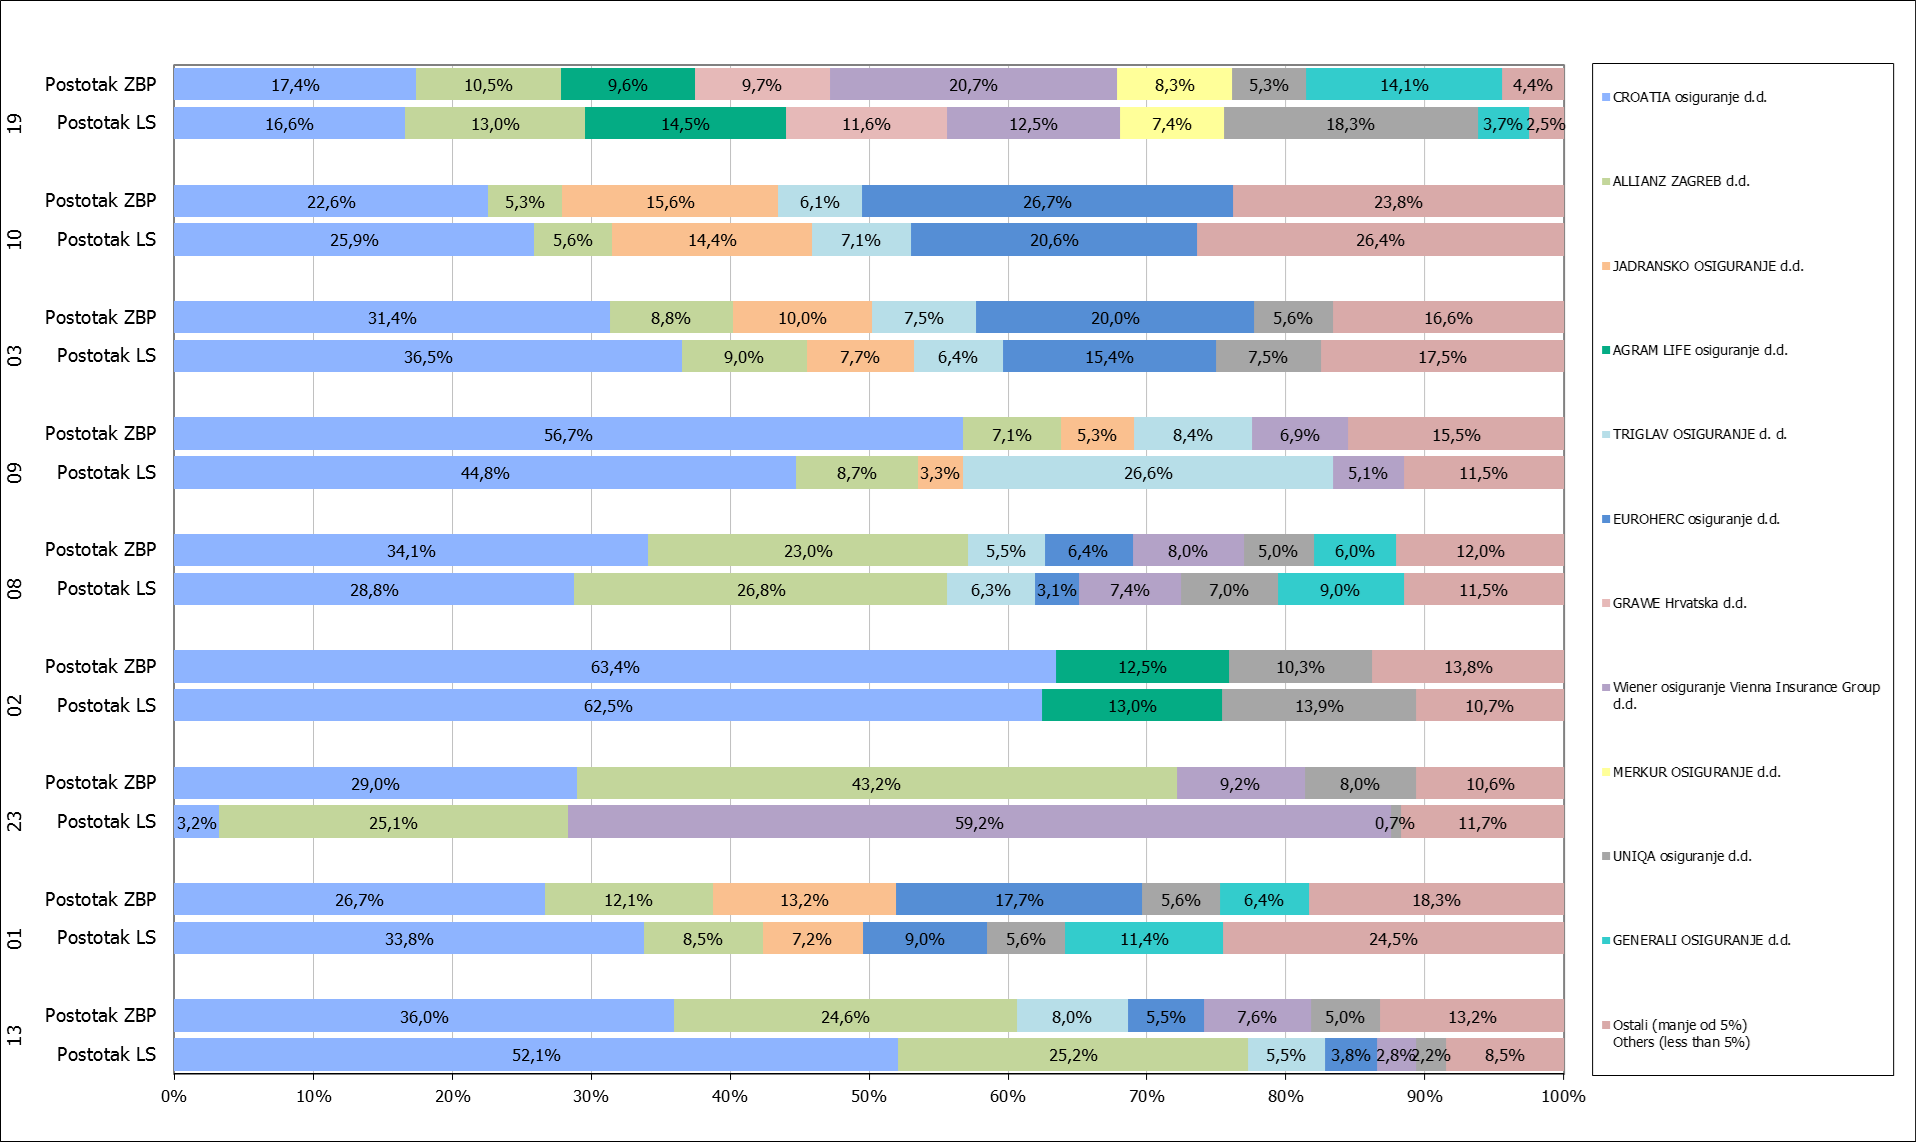 19
Postotak ZBP
17,4% 10,5% 9,6% 9,7% 20,7% 8,3% 5,3% 14,1% 4,4%
Postotak LS
16,6% 13,0% 14,5% 11,6% 12,5% 7,4% 18,3% 3,7% 2,5%
10
Postotak ZBP
22,6% 5,3% 15,6% 6,1% 26,7% 23,8%
Postotak LS
25,9% 5,6% 14,4% 7,1% 20,6% 26,4%
03
Postotak ZBP
31,4% 8,8% 10,0% 7,5% 20,0% 5,6% 16,6%
Postotak LS
36,5% 9,0% 7,7% 6,4% 15,4% 7,5% 17,5%
09
Postotak ZBP
56,7% 7,1% 5,3% 8,4% 6,9% 15,5%
Postotak LS
44,8% 8,7% 3,3% 26,6% 5,1% 11,5%
08
Postotak ZBP
34,1% 23,0% 5,5% 6,4% 8,0% 5,0% 6,0% 12,0%
Postotak LS
28,8% 26,8% 6,3% 3,1% 7,4% 7,0% 9,0% 11,5%
02
Postotak ZBP
63,4% 12,5% 10,3% 13,8%
Postotak LS
62,5% 13,0% 13,9% 10,7%
23
Postotak ZBP
29,0% 43,2% 9,2% 8,0% 10,6%
Postotak LS
3,2% 25,1% 59,2% 0,7% 11,7%
01
Postotak ZBP
26,7% 12,1% 13,2% 17,7% 5,6% 6,4% 18,3%
Postotak LS
33,8% 8,5% 7,2% 9,0% 5,6% 11,4% 24,5%
13
Postotak ZBP
36,0% 24,6% 8,0% 5,5% 7,6% 5,0% 13,2%
Postotak LS
52,1% 25,2% 5,5% 3,8% 2,8% 2,2% 8,5%
0% 10% 20% 30% 40% 50% 60% 70% 80% 90% 100%
CROATIA osiguranje d.d.
ALLIANZ ZAGREB d.d.
JADRANSKO OSIGURANJE d.d.
AGRAM LIFE osiguranje d.d.
TRIGLAV OSIGURANJE d. d.
EUROHERC osiguranje d.d.
GRAWE Hrvatska d.d.
Wiener osiguranje Vienna Insurance Group
d.d.
MERKUR OSIGURANJE d.d.
UNIQA osiguranje d.d.
GENERALI OSIGURANJE d.d.
Ostali (manje od 5%)
Others (less than 5%)